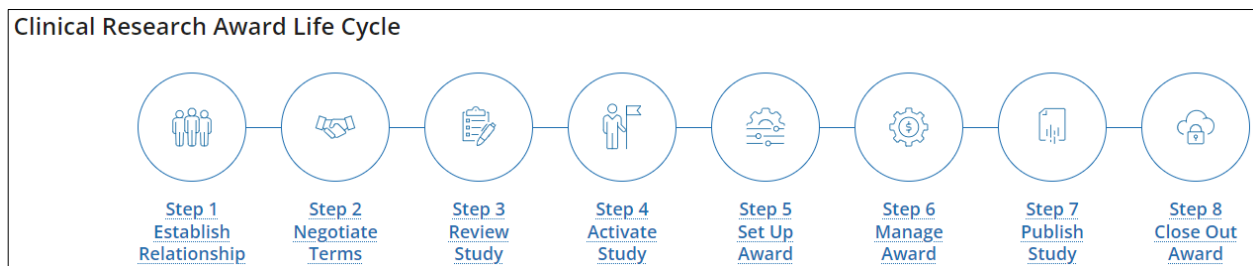 Clinical Research Award Life Cycle
$
Step 1
Establish
Relationship
Step 2
Negotiate
Terms
Step 3
Review
Study
Step 4
Activate
Study
Step 5
Set Up
Award
Step 6
Manage
Award
Step 7
Publish
Study
Step 8
Close Out
Award